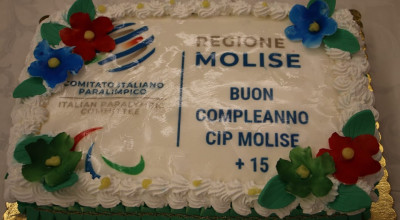 COMITATO ITALIANO
PARALIMPICO
ITALIAN PARALYMPIC
COMMITTEE
REGIONE
MOLISE
BUON
COMPLEANNO
CIP MOLISE
+ 15